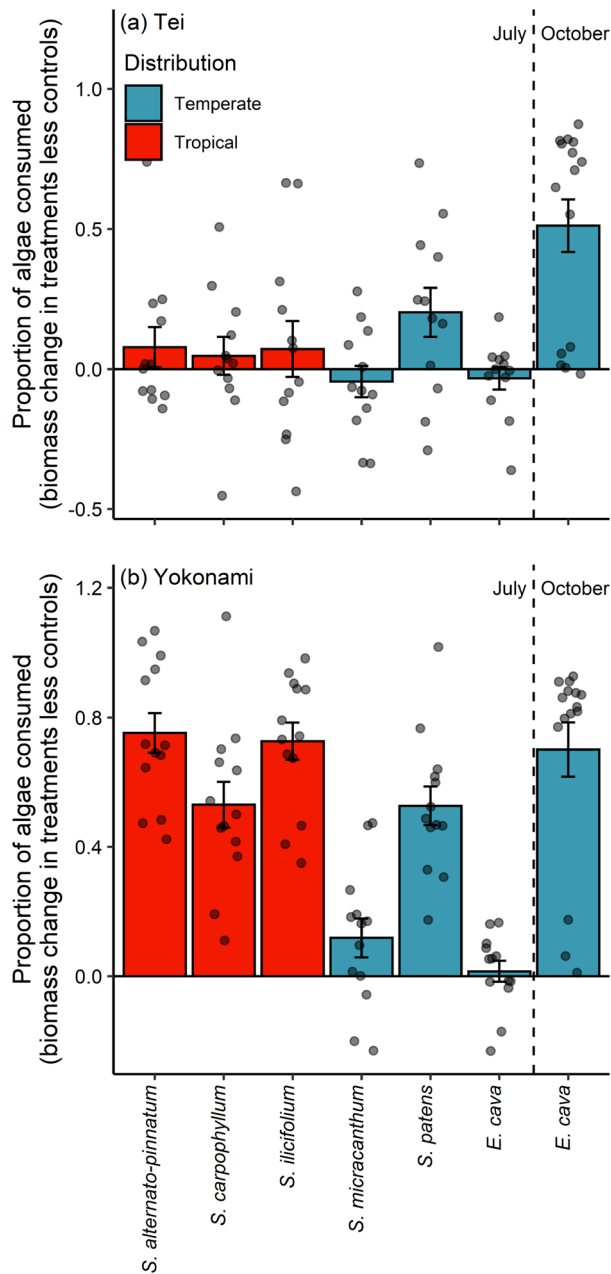 (a) Tei
July
October
Distribution
Temperate
Tropical
Proportion of algae consumed
(biomass change in treatments less controls)
1.0
0.5
0.0
-0.5
(b) Yokonami
July
October
Proportion of algae consumed
(biomass change in treatments less controls)
1.2
0.8
0.4
0.0
S. alternato-pinnatum
S. carpophyllum
S. ilicifolium
S. micracanthum
S. patens
E. cava
E. cava